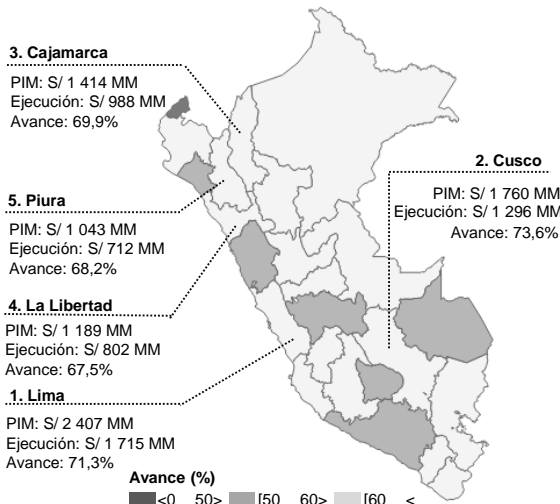 3. Cajamarca
PIM: S/ 1 414 MM
Ejecución: S/ 988 MM
Avance: 69,9%
2. Cusco
PIM: S/ 1 760 MM
Ejecución: S/ 1 296 MM
Avance: 73,6%
5. Piura
PIM: S/ 1 043 MM
Ejecución: S/ 712 MM
Avance: 68,2%
4. La Libertad
PIM: S/ 1 189 MM
Ejecución: S/ 802 MM
Avance: 67,5%
1. Lima
PIM: S/ 2 407 MM
Ejecución: S/ 1 715 MM
Avance: 71,3%
Avance (%)
<0 50> [50 60> [60 <